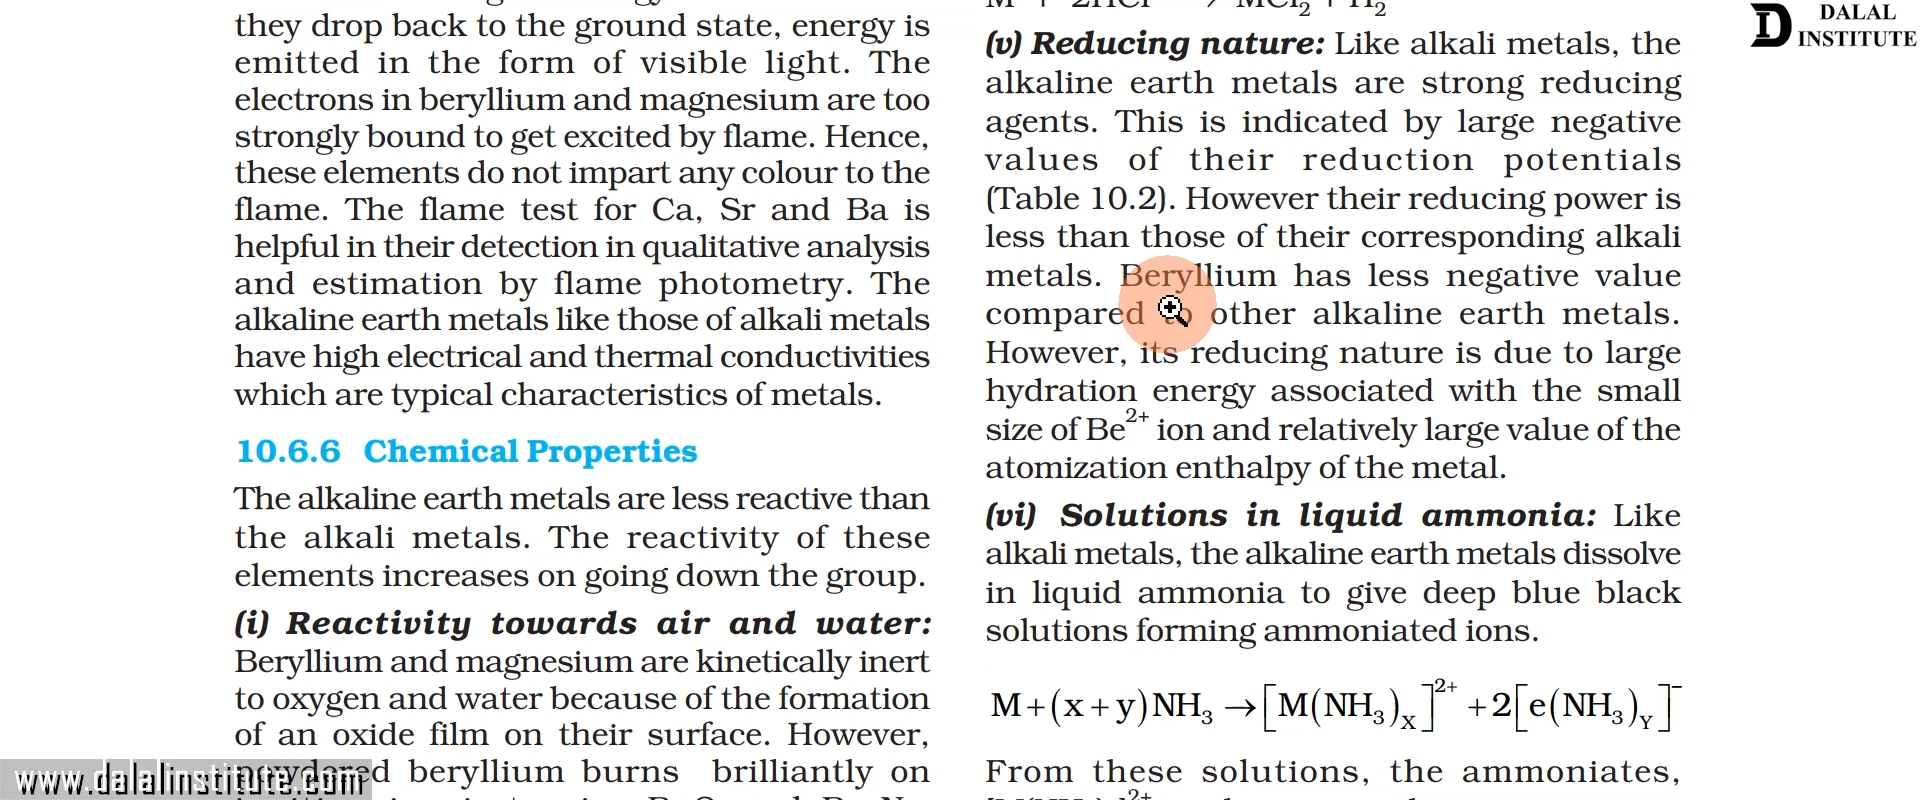 they drop back to the ground state, energy is
emitted in the form of visible light. The
electrons in beryllium and magnesium are too
strongly bound to get excited by flame. Hence,
these elements do not impart any colour to the
flame. The flame test for Ca, Sr and Ba is
helpful in their detection in qualitative analysis
and estimation by flame photometry. The
alkaline earth metals like those of alkali metals
have high electrical and thermal conductivities
which are typical characteristics of metals.
10.6.6 Chemical Properties
The alkaline earth metals are less reactive than
the alkali metals. The reactivity of these
elements increases on going down the group.
(i) Reactivity towards air and water:
Beryllium and magnesium are kinetically inert
to oxygen and water because of the formation
of an oxide film on their surface. However,
powdered beryllium burns brilliantly on
www.dalalinstitute.com
(v) Reducing nature: Like alkali metals, the
alkaline earth metals are strong reducing
agents. This is indicated by large negative
values of their reduction potentials
(Table 10.2). However their reducing power is
less than those of their corresponding alkali
metals. Beryllium has less negative value
compared to other alkaline earth metals.
However, its reducing nature is due to large
hydration energy associated with the small
size of Be²⁺ ion and relatively large value of the
atomization enthalpy of the metal.
(vi) Solutions in liquid ammonia: Like
alkali metals, the alkaline earth metals dissolve
in liquid ammonia to give deep blue black
solutions forming ammoniated ions.
M+(x+y)NH₃ → [M(NH₃)X]²⁺ +2[e(NH₃)Y]⁻
From these solutions, the ammoniates,
DALAL
INSTITUTE